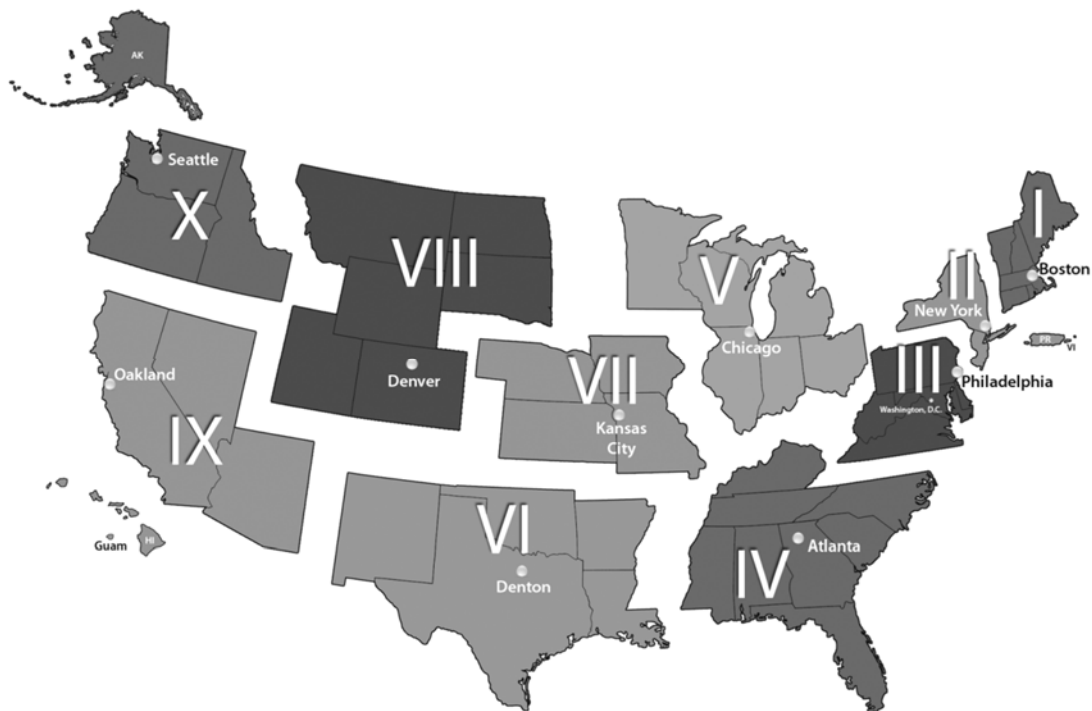 AK
Seattle
X
VIII
V
I
II
Boston
New York
Chicago
PR
VI
III
Philadelphia
Washington, D.C.
Oakland
Denver
VII
Kansas
City
IX
Guam
HI
VI
Denton
IV
Atlanta